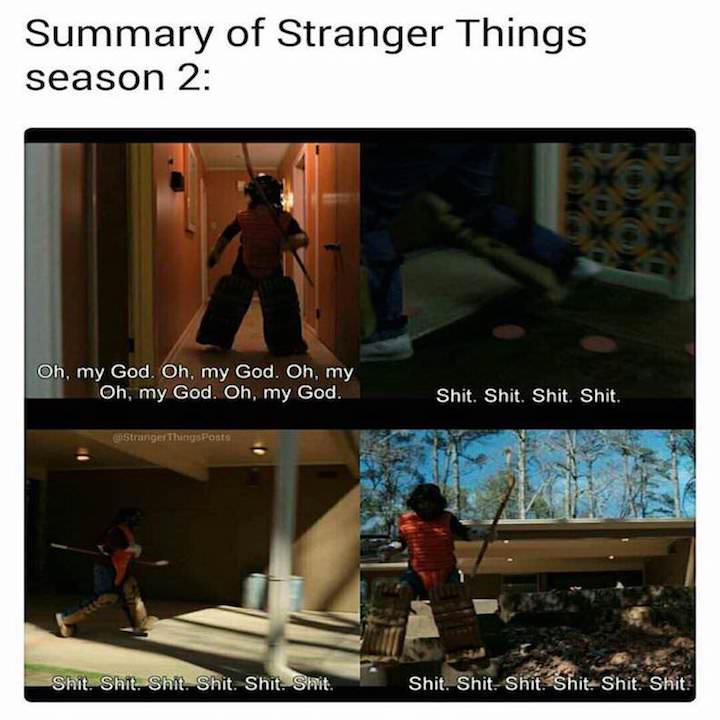 Summary of Stranger Things
season 2:
Oh, my God. Oh, my God. Oh, my
Oh, my God. Oh, my God.
Shit. Shit. Shit. Shit.
@StrangerThingsPosts
Shit. Shit. Shit. Shit. Shit. Shit.
Shit. Shit. Shit. Shit. Shit. Shit.